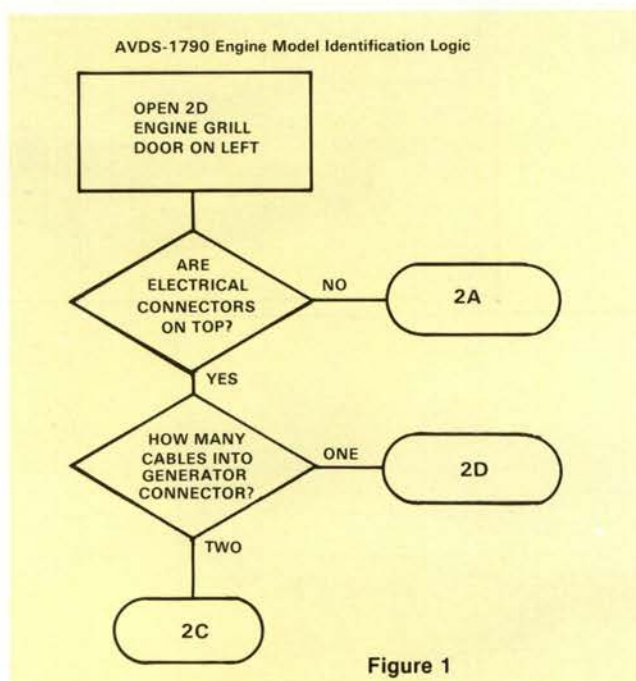 AVDS-1790 Engine Model Identification Logic
OPEN 2D
ENGINE GRILL
DOOR ON LEFT
ARE
ELECTRICAL
CONNECTORS
ON TOP?
NO
2A
YES
HOW MANY
CABLES INTO
GENERATOR
CONNECTOR?
ONE
2D
TWO
2C
Figure 1